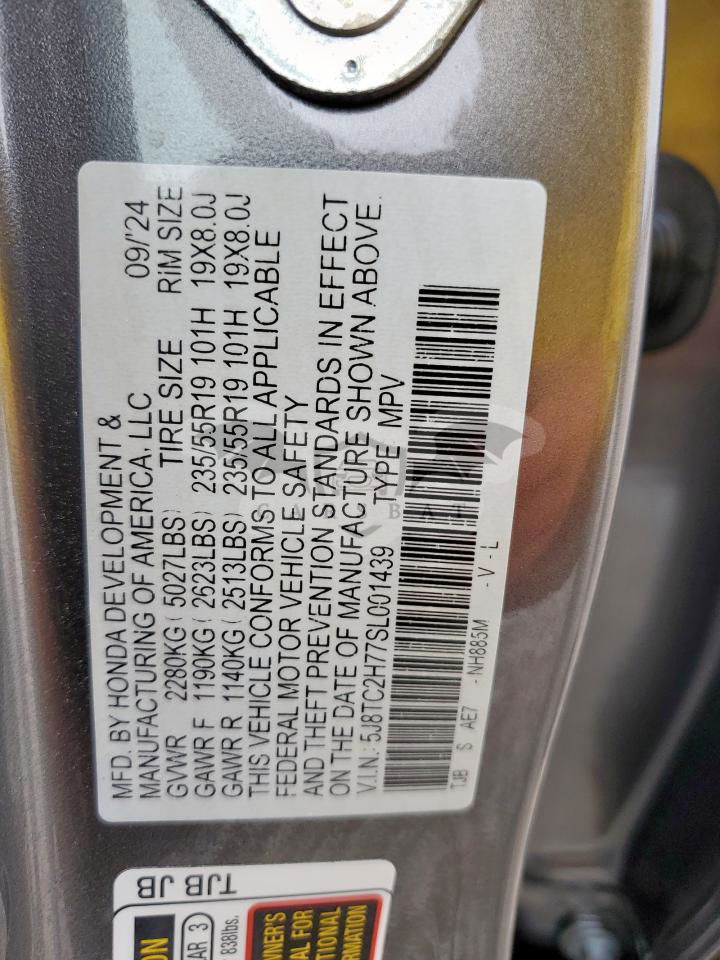 MFD. BY HONDA DEVELOPMENT &
MANUFACTURING OF AMERICA, LLC 09/'24
GVWR 2280KG ( 5027LBS) TIRE SIZE RIM SIZE
GAWR F 1190KG ( 2623LBS) 235/55R19 101H 19X8.0J
GAWR R 1140KG ( 2513LBS) 235/55R19 101H 19X8.0J
THIS VEHICLE CONFORMS TO ALL APPLICABLE
FEDERAL MOTOR VEHICLE SAFETY
AND THEFT PREVENTION STANDARDS IN EFFECT
ON THE DATE OF MANUFACTURE SHOWN ABOVE.
V.I.N.: 5J8TC2H77SL001439 TYPE MPV
TJB S AE7 - NH885M - V - L
TJB JB
838lbs.